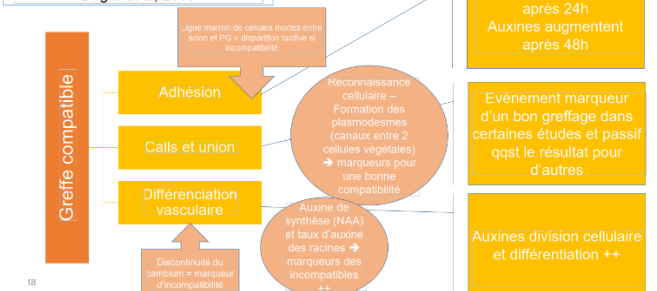 après 24h
Auxines augmentent
après 48h
Ligne marron de cellules mortes entre
scion et PG = disparition tardive si
incompatibilité
Greffe compatible
Adhésion
Calls et union
Différenciation
vasculaire
Reconnaissance
cellulaire –
Formation des
plasmodesmes
(canaux entre 2
cellules végétales)
➔ marqueurs pour
une bonne
compatibilité
Evènement marqueur
d'un bon greffage dans
certaines études et passif
qqst le résultat pour
d'autres
Auxine de
synthèse (NAA)
et taux d'auxine
des racines ➔
marqueurs des
incompatibles
++
Auxines division cellulaire
et différentiation ++
Discontinuité du
cambium = marqueur
d'incompatibilité
18